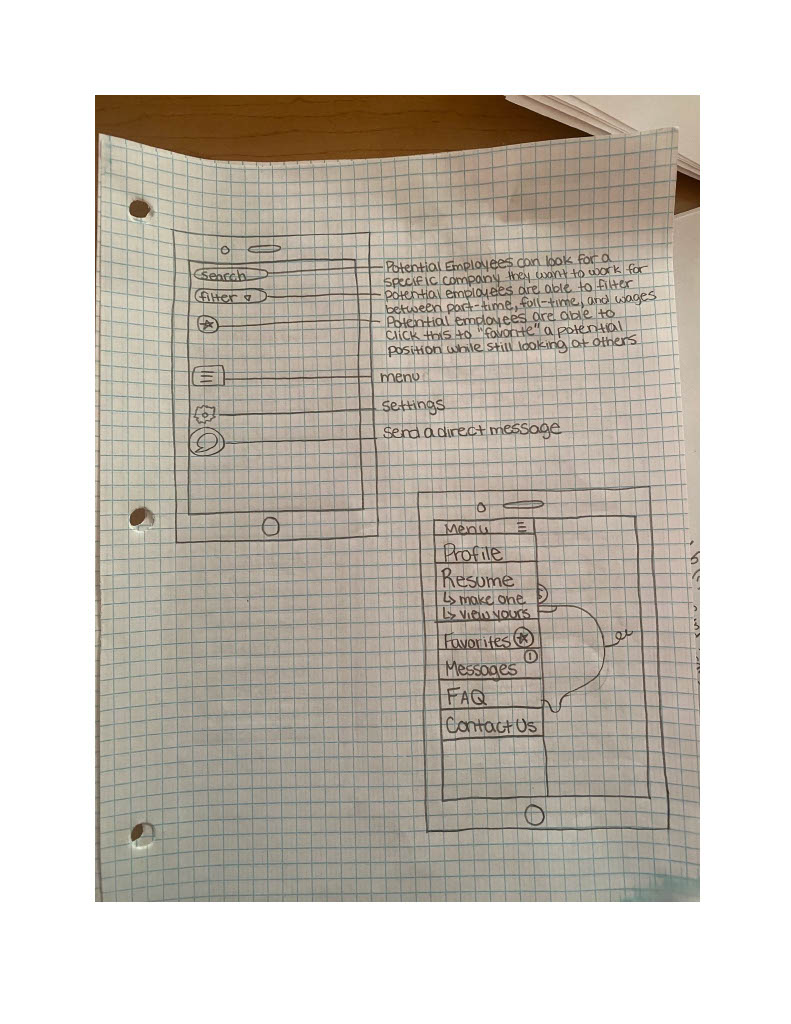 Search
filter
Potential Employees can look for a
specific company they want to work for
potential employees are able to filter
between part-time, full-time, and wages
Potential employees are able to
click this to "favorite" a potential
position while still looking at others
menu
settings
Send a direct message
Menu
Profile
Resume
↳ make one
↳ view yours
Favorites
Messages
FAQ
Contact Us